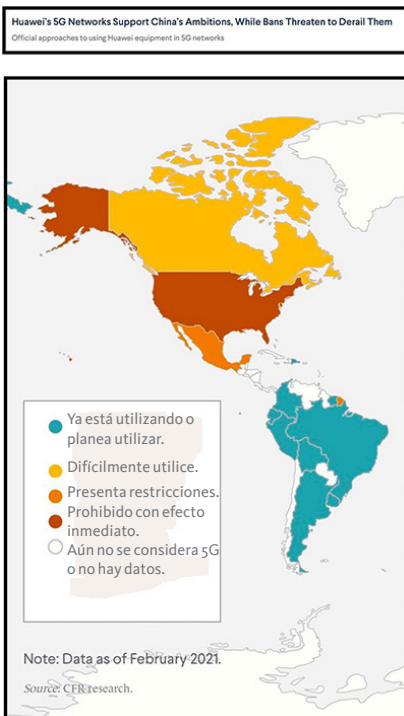 Huawei's 5G Networks Support China's Ambitions, While Bans Threaten to Derail Them
Official approaches to using Huawei equipment in 5G networks
Ya está utilizando o
planea utilizar.
Difícilmente utilice.
Presenta restricciones.
Prohibido con efecto
inmediato.
Aún no se considera 5G
o no hay datos.
Note: Data as of February 2021.
Source: CFR research.